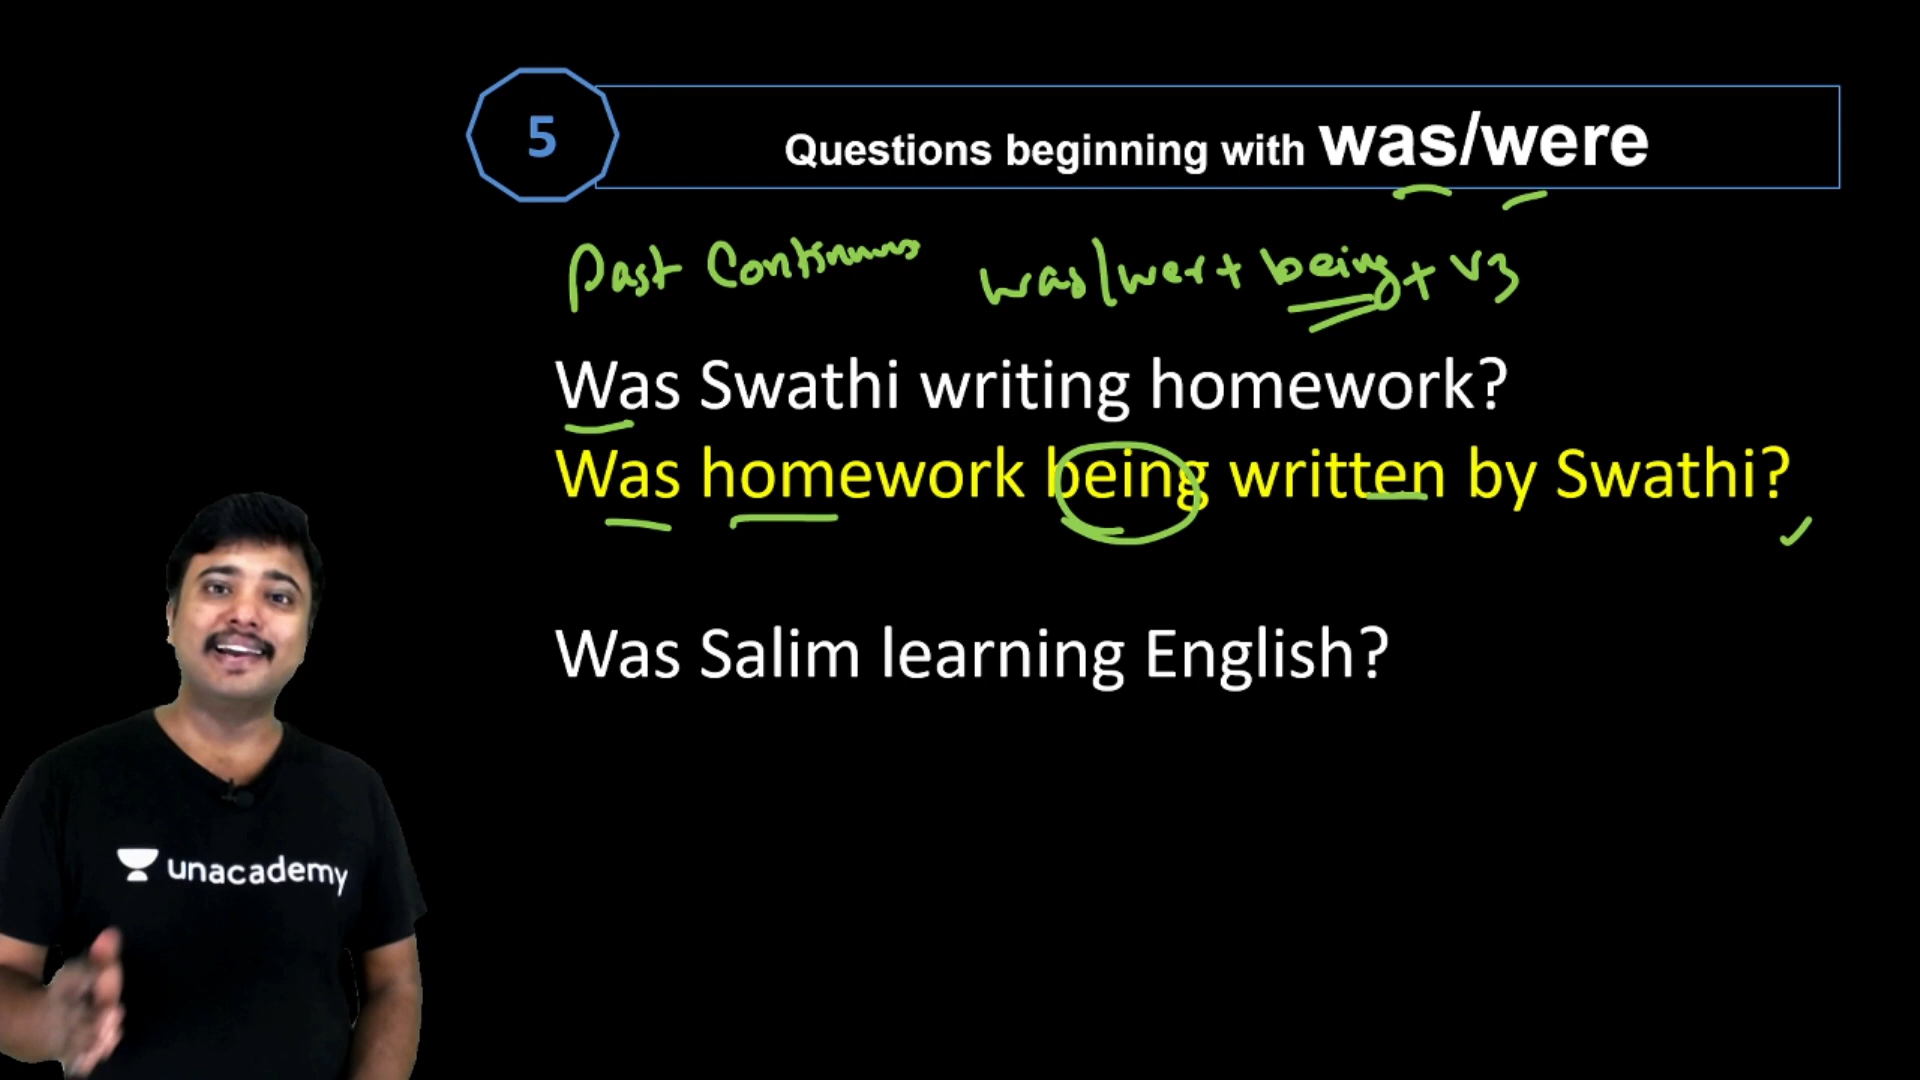 5
Questions beginning with was/were
Past Continuous was/wer + being + v3
Was Swathi writing homework?
Was homework being written by Swathi?
Was Salim learning English?
unacademy